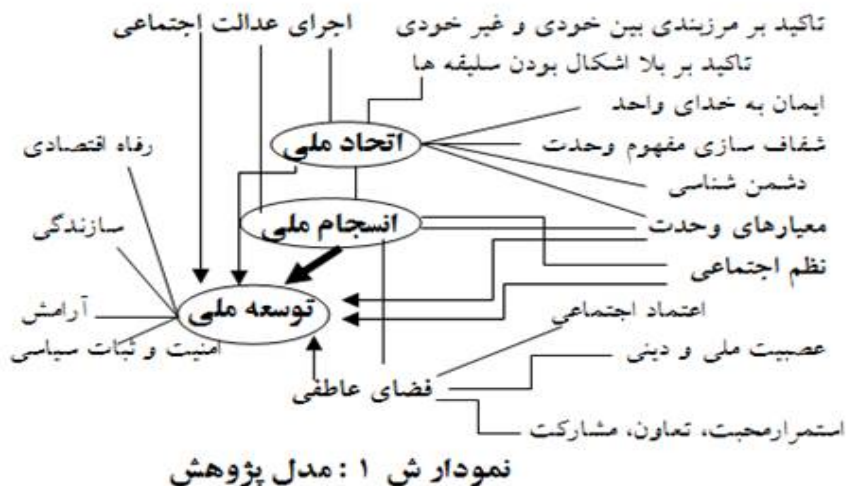 تاکید بر مرزبندی بین خودی و غیر خودی
اجرای عدالت اجتماعی
تاکید بر بلا اشکال بودن سلیقه ها
ایمان به خدای واحد
اتحاد ملی
شفاف سازی مفهوم وحدت
رفاه اقتصادی
دشمن شناسی
معیارهای وحدت
انسجام ملی
سازندگی
نظم اجتماعی
توسعه ملی
اعتماد اجتماعی
آرامش
عصبیت ملی و دینی
امنیت و ثبات سیاسی
فضای عاطفی
استمرارمحبت، تعاون، مشارکت
نمودار ش ۱ : مدل پژوهش